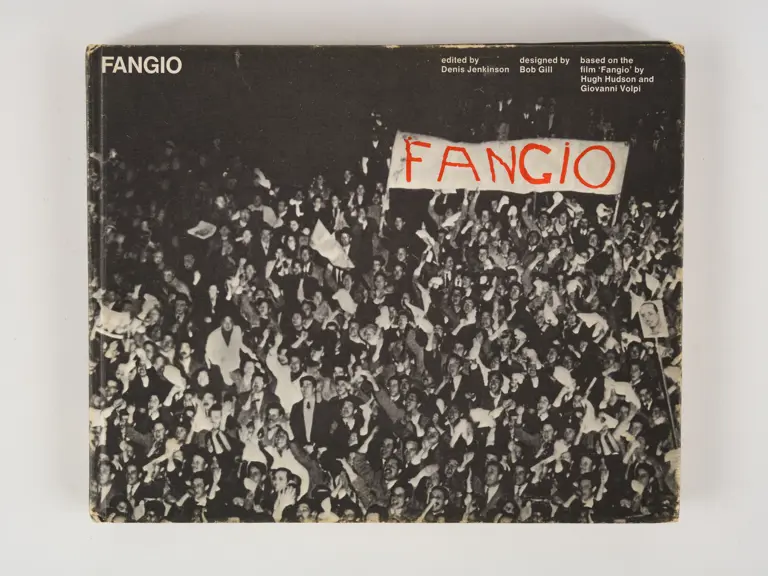 FANGIO
edited by
Denis Jenkinson
designed by
Bob Gill
based on the
film ‘Fangio’ by
Hugh Hudson and
Giovanni Volpi
FANGIO